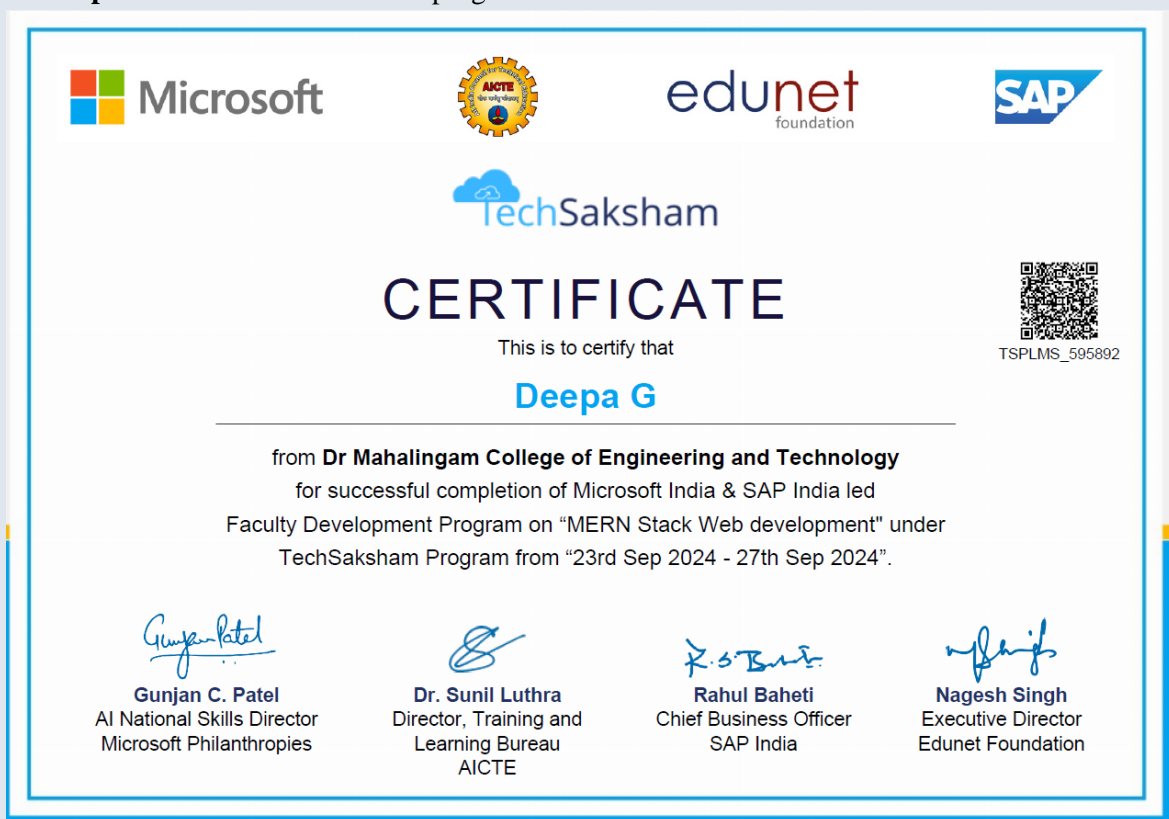 Microsoft
AICTE
edunet
foundation
SAP
TechSaksham
CERTIFICATE
This is to certify that
TSPLMS_595892
Deepa G
from Dr Mahalingam College of Engineering and Technology
for successful completion of Microsoft India & SAP India led
Faculty Development Program on “MERN Stack Web development" under
TechSaksham Program from “23rd Sep 2024 - 27th Sep 2024”.
Gunjan Patel
R.S.
Gunjan C. Patel
AI National Skills Director
Microsoft Philanthropies
Dr. Sunil Luthra
Director, Training and
Learning Bureau
AICTE
Rahul Baheti
Chief Business Officer
SAP India
Nagesh Singh
Executive Director
Edunet Foundation